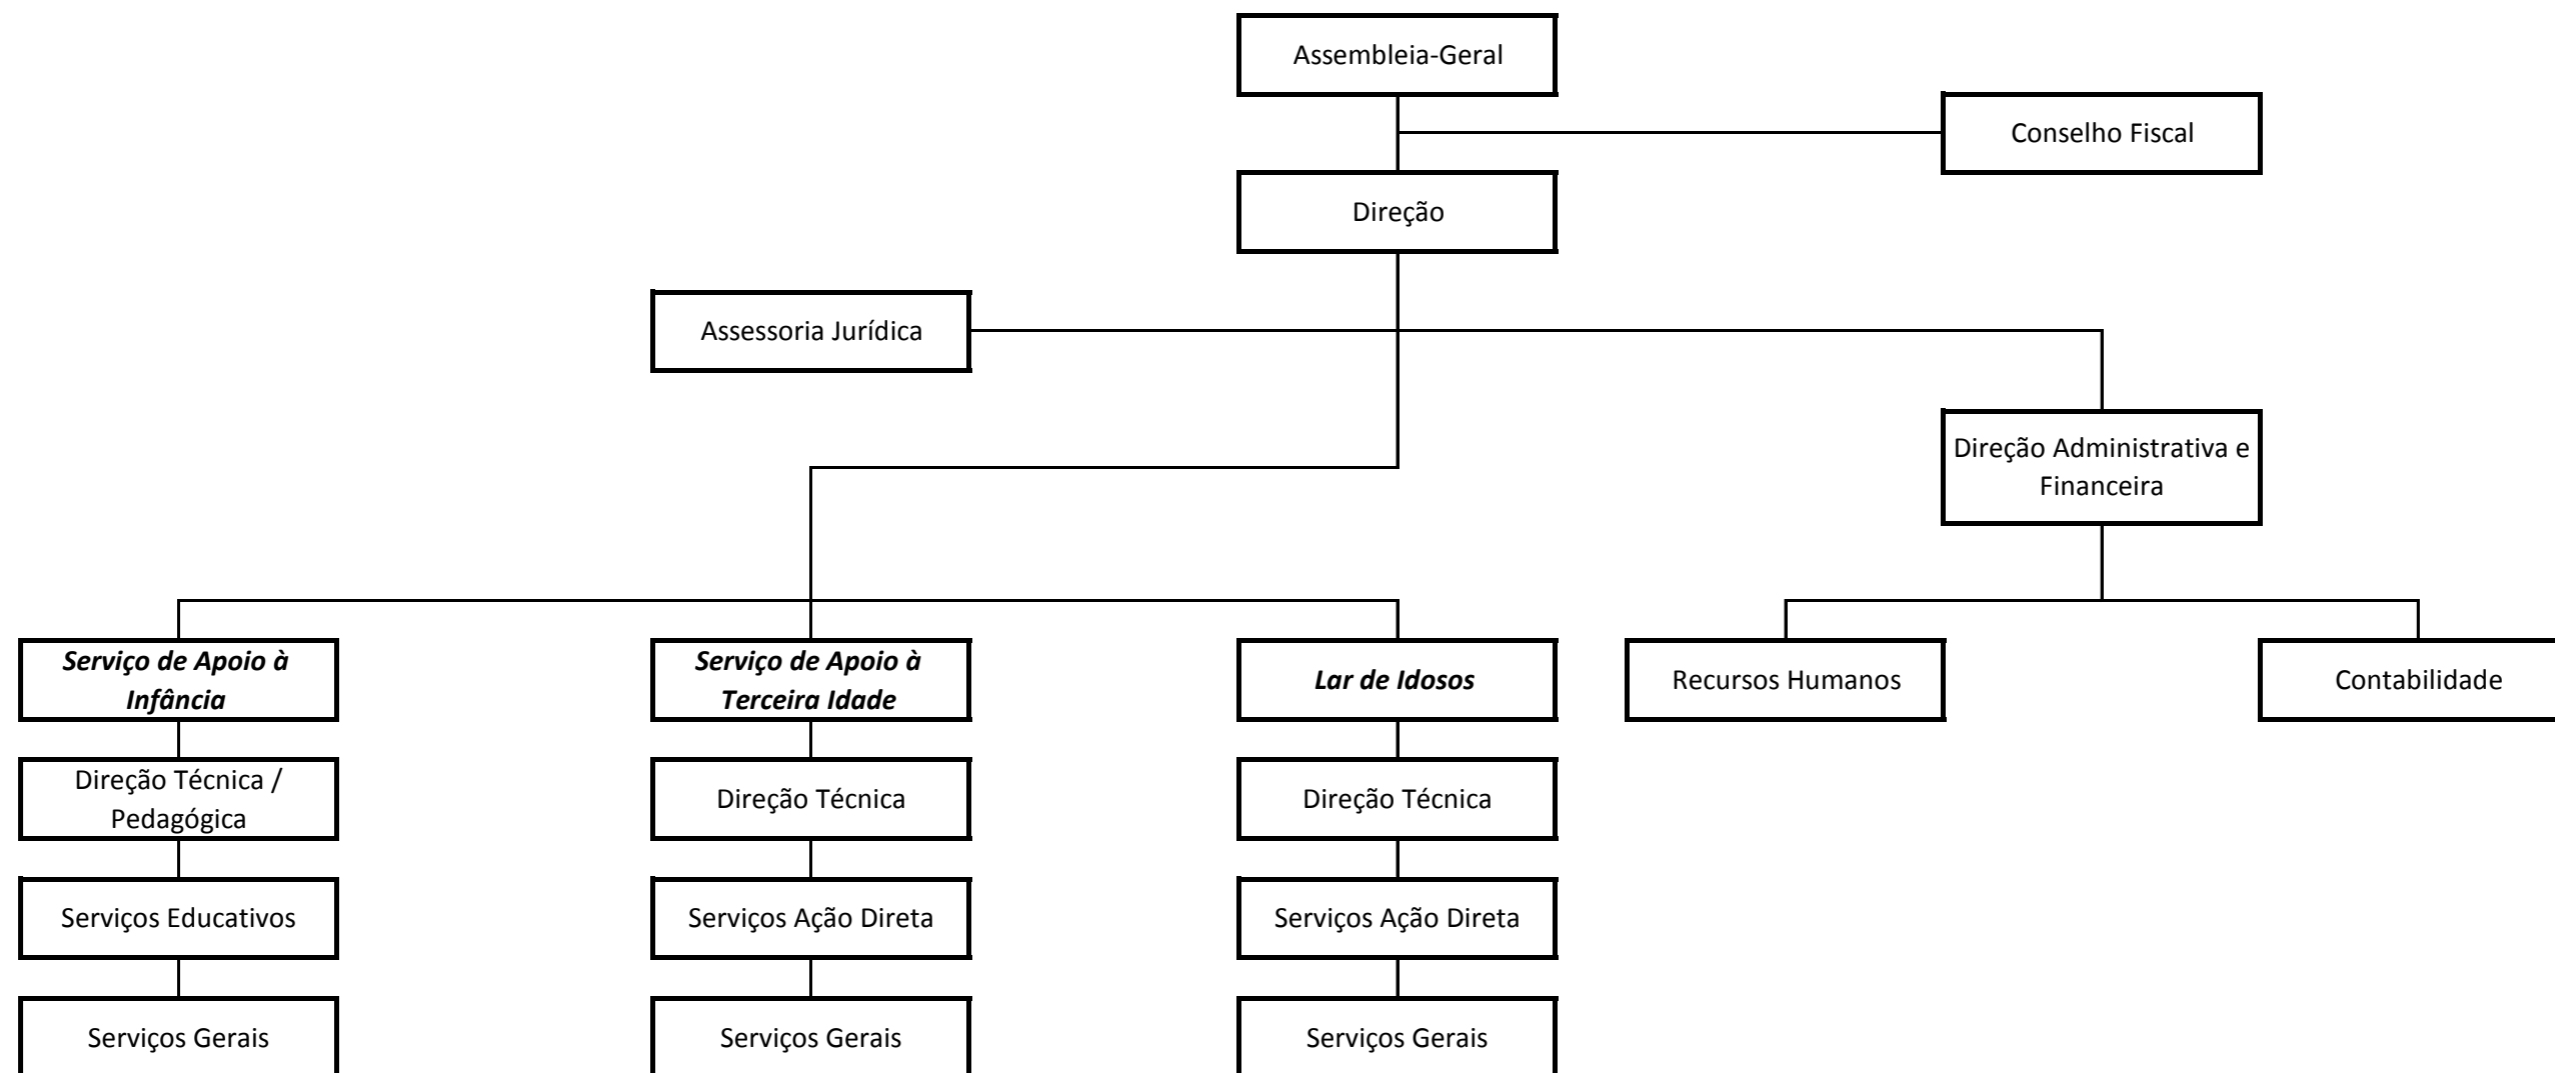 Assembleia-Geral
Conselho Fiscal
Direção
Assessoria Jurídica
Direção Administrativa e
Financeira
Serviço de Apoio à
Infância
Serviço de Apoio à
Terceira Idade
Lar de Idosos
Recursos Humanos
Contabilidade
Direção Técnica /
Pedagógica
Direção Técnica
Direção Técnica
Serviços Educativos
Serviços Ação Direta
Serviços Ação Direta
Serviços Gerais
Serviços Gerais
Serviços Gerais